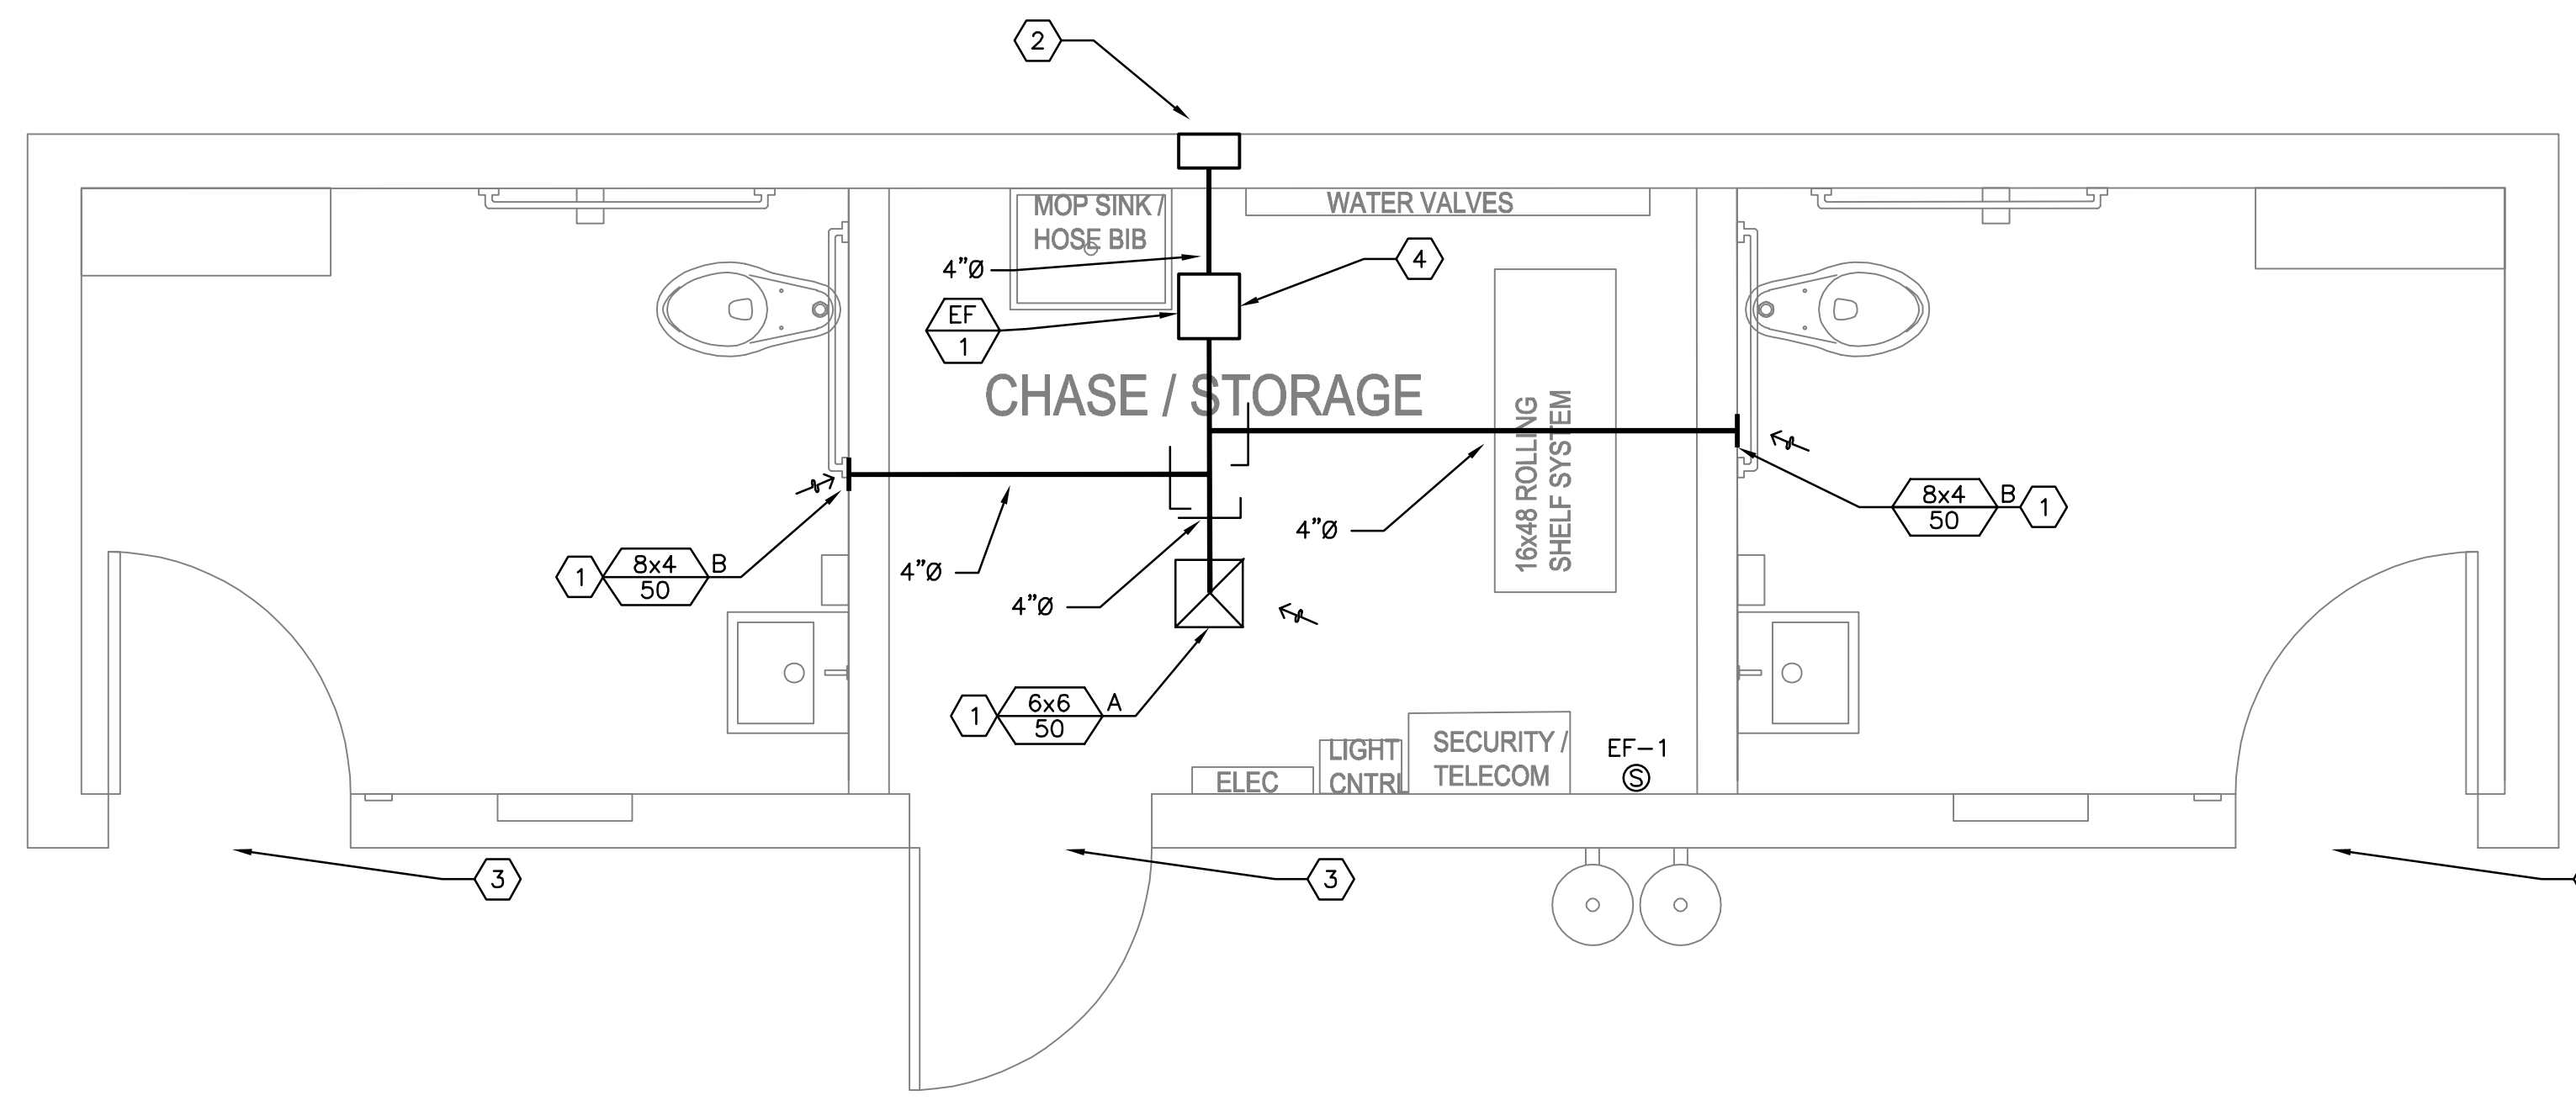 2
MOP SINK /
HOSE BIB
WATER VALVES
4"Ø
4
EF
1
CHASE / STORAGE
16x48 ROLLING
SHELF SYSTEM
8x4
50
B
1
4"Ø
1
8x4
50
B
4"Ø
4"Ø
1
6x6
50
A
ELEC
LIGHT
CNTRL
SECURITY /
TELECOM
EF-1
S
3
3